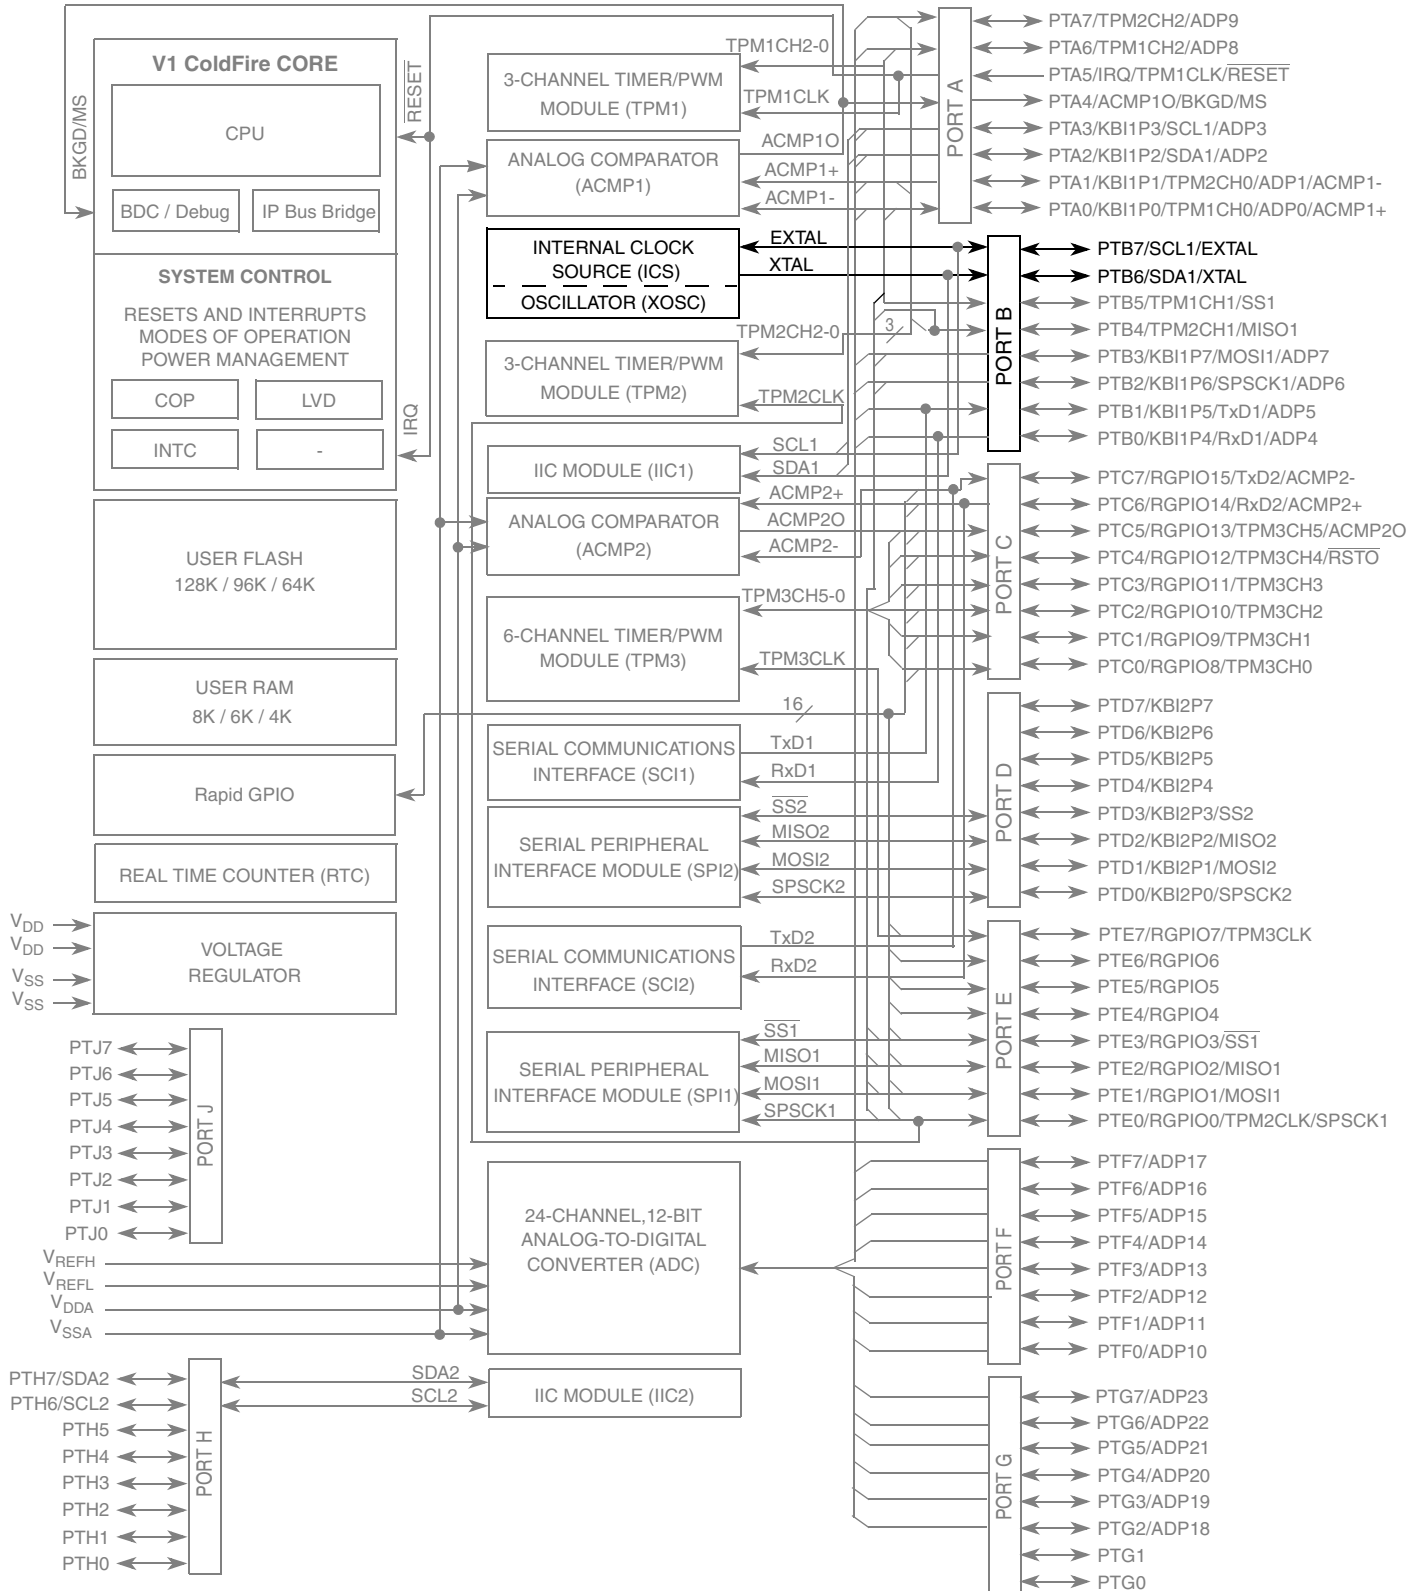 V1 ColdFire CORE
CPU
BDC / Debug
IP Bus Bridge
BKGD/MS
RESET
SYSTEM CONTROL
RESETS AND INTERRUPTS
MODES OF OPERATION
POWER MANAGEMENT
COP
LVD
INTC
-
IRQ
USER FLASH
128K / 96K / 64K
USER RAM
8K / 6K / 4K
Rapid GPIO
REAL TIME COUNTER (RTC)
VOLTAGE
REGULATOR
VDD
VDD
VSS
VSS
PTJ7
PTJ6
PTJ5
PTJ4
PTJ3
PTJ2
PTJ1
PTJ0
PORT J
VREFH
VREFL
VDDA
VSSA
PTH7/SDA2
PTH6/SCL2
PTH5
PTH4
PTH3
PTH2
PTH1
PTH0
PORT H
3-CHANNEL TIMER/PWM
MODULE (TPM1)
TPM1CH2-0
TPM1CLK
ANALOG COMPARATOR
(ACMP1)
ACMP1O
ACMP1+
ACMP1-
INTERNAL CLOCK
SOURCE (ICS)
OSCILLATOR (XOSC)
EXTAL
XTAL
3-CHANNEL TIMER/PWM
MODULE (TPM2)
TPM2CH2-0
3
TPM2CLK
IIC MODULE (IIC1)
SCL1
SDA1
ANALOG COMPARATOR
(ACMP2)
ACMP2+
ACMP2O
ACMP2-
6-CHANNEL TIMER/PWM
MODULE (TPM3)
TPM3CH5-0
TPM3CLK
16
SERIAL COMMUNICATIONS
INTERFACE (SCI1)
TxD1
RxD1
SERIAL PERIPHERAL
INTERFACE MODULE (SPI2)
SS2
MISO2
MOSI2
SPSCK2
SERIAL COMMUNICATIONS
INTERFACE (SCI2)
TxD2
RxD2
SERIAL PERIPHERAL
INTERFACE MODULE (SPI1)
SS1
MISO1
MOSI1
SPSCK1
24-CHANNEL,12-BIT
ANALOG-TO-DIGITAL
CONVERTER (ADC)
SDA2
SCL2
IIC MODULE (IIC2)
PORT A
PTA7/TPM2CH2/ADP9
PTA6/TPM1CH2/ADP8
PTA5/IRQ/TPM1CLK/RESET
PTA4/ACMP1O/BKGD/MS
PTA3/KBI1P3/SCL1/ADP3
PTA2/KBI1P2/SDA1/ADP2
PTA1/KBI1P1/TPM2CH0/ADP1/ACMP1-
PTA0/KBI1P0/TPM1CH0/ADP0/ACMP1+
PORT B
PTB7/SCL1/EXTAL
PTB6/SDA1/XTAL
PTB5/TPM1CH1/SS1
PTB4/TPM2CH1/MISO1
PTB3/KBI1P7/MOSI1/ADP7
PTB2/KBI1P6/SPSCK1/ADP6
PTB1/KBI1P5/TxD1/ADP5
PTB0/KBI1P4/RxD1/ADP4
PORT C
PTC7/RGPIO15/TxD2/ACMP2-
PTC6/RGPIO14/RxD2/ACMP2+
PTC5/RGPIO13/TPM3CH5/ACMP2O
PTC4/RGPIO12/TPM3CH4/RSTO
PTC3/RGPIO11/TPM3CH3
PTC2/RGPIO10/TPM3CH2
PTC1/RGPIO9/TPM3CH1
PTC0/RGPIO8/TPM3CH0
PORT D
PTD7/KBI2P7
PTD6/KBI2P6
PTD5/KBI2P5
PTD4/KBI2P4
PTD3/KBI2P3/SS2
PTD2/KBI2P2/MISO2
PTD1/KBI2P1/MOSI2
PTD0/KBI2P0/SPSCK2
PORT E
PTE7/RGPIO7/TPM3CLK
PTE6/RGPIO6
PTE5/RGPIO5
PTE4/RGPIO4
PTE3/RGPIO3/SS1
PTE2/RGPIO2/MISO1
PTE1/RGPIO1/MOSI1
PTE0/RGPIO0/TPM2CLK/SPSCK1
PORT F
PTF7/ADP17
PTF6/ADP16
PTF5/ADP15
PTF4/ADP14
PTF3/ADP13
PTF2/ADP12
PTF1/ADP11
PTF0/ADP10
PORT G
PTG7/ADP23
PTG6/ADP22
PTG5/ADP21
PTG4/ADP20
PTG3/ADP19
PTG2/ADP18
PTG1
PTG0